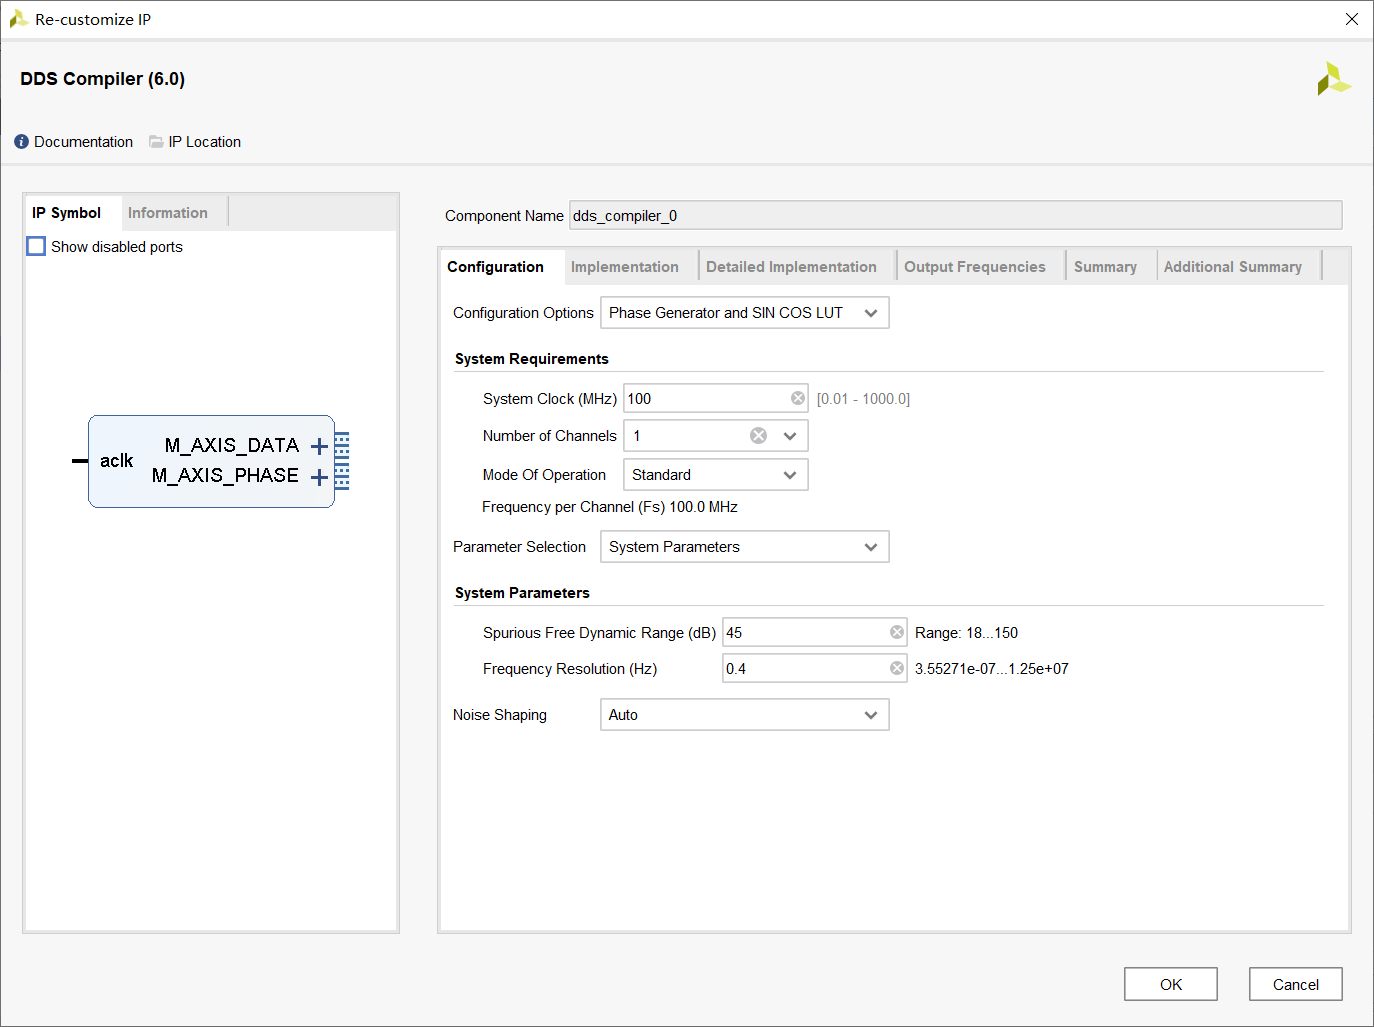 Re-customize IP
DDS Compiler (6.0)
Documentation IP Location
IP Symbol Information
Show disabled ports
aclk
M_AXIS_DATA
M_AXIS_PHASE
Component Name dds_compiler_0
Configuration Implementation Detailed Implementation Output Frequencies Summary Additional Summary
Configuration Options Phase Generator and SIN COS LUT
System Requirements
System Clock (MHz) 100 [0.01 - 1000.0]
Number of Channels 1
Mode Of Operation Standard
Frequency per Channel (Fs) 100.0 MHz
Parameter Selection System Parameters
System Parameters
Spurious Free Dynamic Range (dB) 45 Range: 18...150
Frequency Resolution (Hz) 0.4 3.55271e-07...1.25e+07
Noise Shaping Auto
OK Cancel